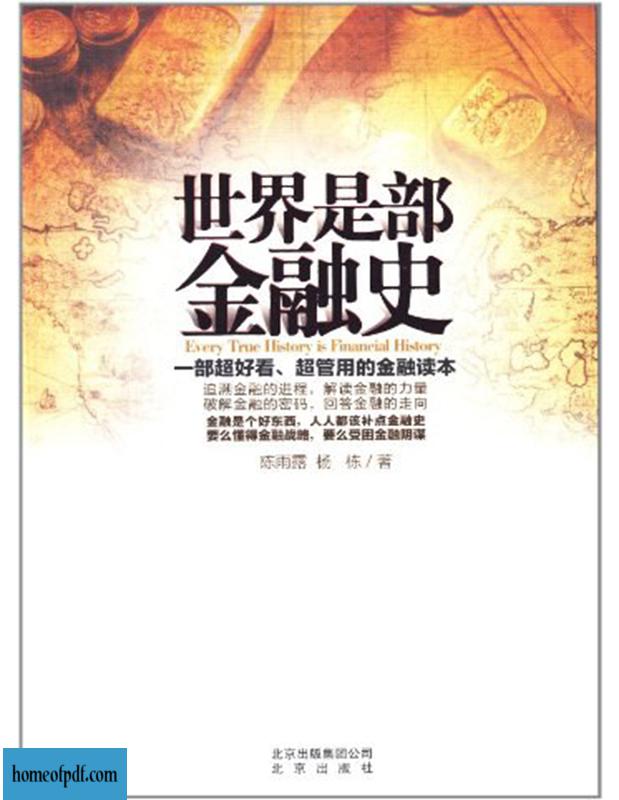 世界是部
金融史
Every True History is Financial History
一部超好看、超管用的金融读本
追溯金融的进程，解读金融的力量
破解金融的密码，回答金融的走向
金融是个好东西，人人都该补点金融史
要么懂得金融战略，要么受困金融阴谋
陈雨露 杨 栋/著
北京出版集团公司
北京出版社
homeofpdf.com